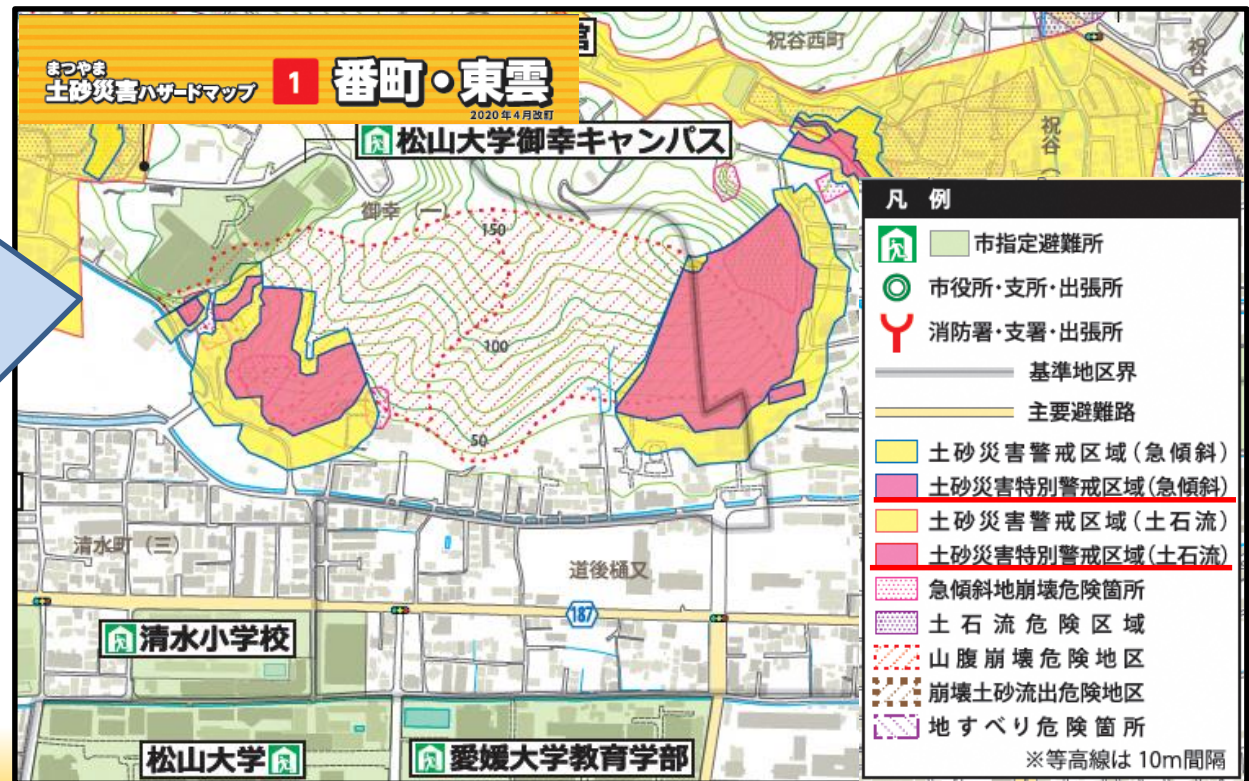 まつやま
土砂災害ハザードマップ 1 番町・東雲
2020年4月改訂
祝谷西町
松山大学御幸キャンパス
御幸 (一)
150
100
50
清水町 (三)
道後樋又
187
清水小学校
松山大学
愛媛大学教育学部
凡 例
市指定避難所
市役所・支所・出張所
消防署・支署・出張所
基準地区界
主要避難路
土砂災害警戒区域(急傾斜)
土砂災害特別警戒区域(急傾斜)
土砂災害警戒区域(土石流)
土砂災害特別警戒区域(土石流)
急傾斜地崩壊危険箇所
土石流危険区域
山腹崩壊危険地区
崩壊土砂流出危険地区
地すべり危険箇所
※等高線は10m間隔